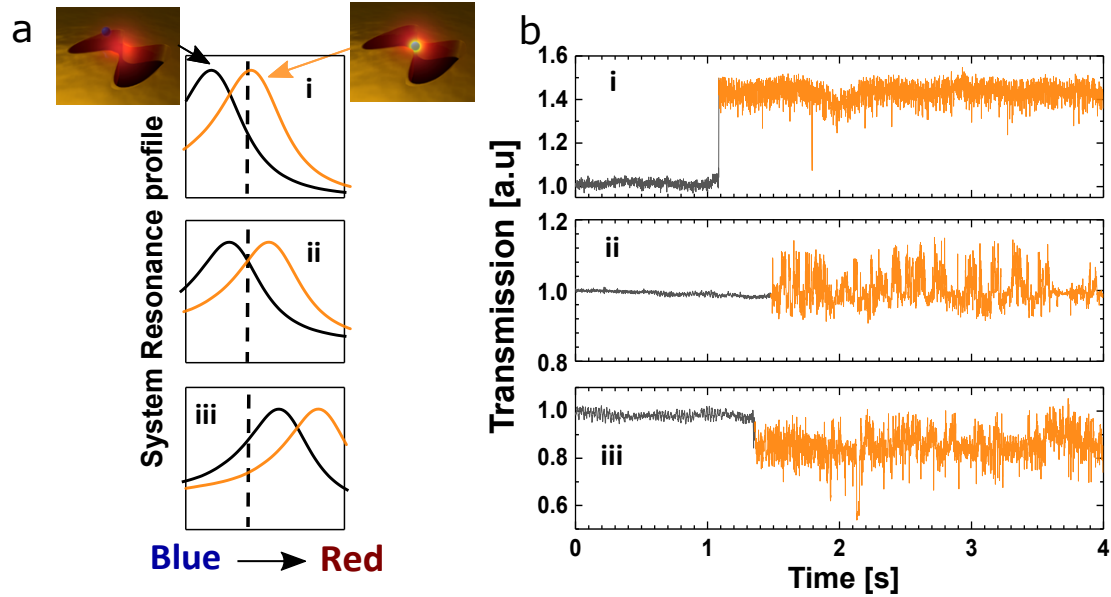 a
System Resonance profile
i
ii
iii
Blue
Red
b
Transmission [a.u]
1.6
1.4
1.2
1.0
i
1.2
1.0
0.8
ii
1.0
0.8
0.6
iii
0 1 2 3 4
Time [s]